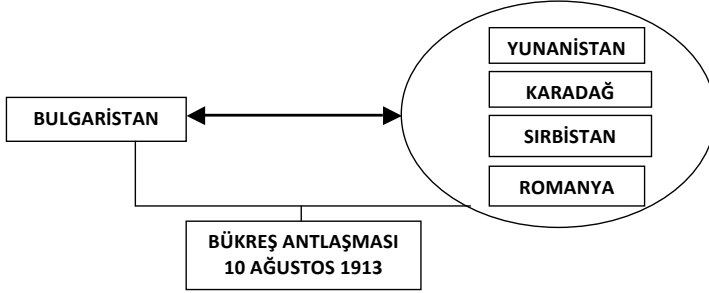 BULGARİSTAN
YUNANİSTAN
KARADAĞ
SIRBİSTAN
ROMANYA
BÜKREŞ ANTLAŞMASI
10 AĞUSTOS 1913